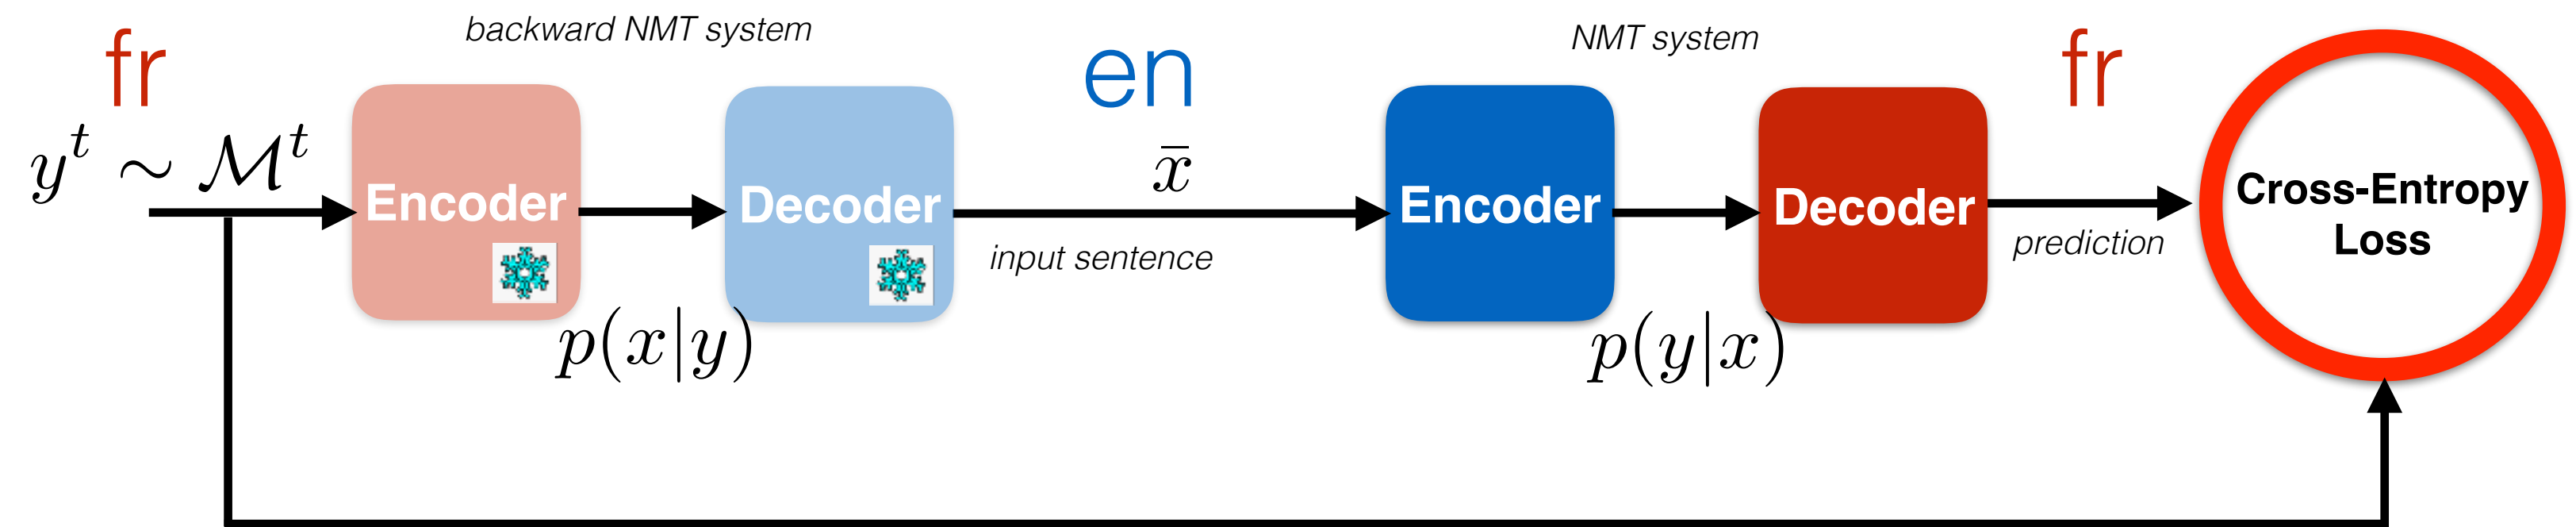 backward NMT system
NMT system
fr
en
fr
y^t ∼ ℳ^t
x̄
Encoder
Decoder
Encoder
Decoder
Cross-Entropy
Loss
input sentence
prediction
p(x|y)
p(y|x)